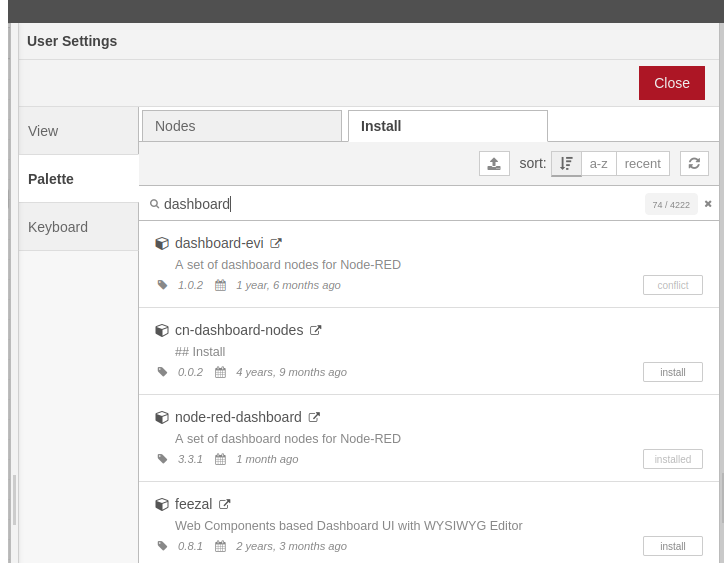 User Settings
Close
View
Palette
Keyboard
Nodes
Install
sort: a-z recent
dashboard 74 / 4222
dashboard-evi
A set of dashboard nodes for Node-RED
1.0.2 1 year, 6 months ago conflict
cn-dashboard-nodes
## Install
0.0.2 4 years, 9 months ago install
node-red-dashboard
A set of dashboard nodes for Node-RED
3.3.1 1 month ago installed
feezal
Web Components based Dashboard UI with WYSIWYG Editor
0.8.1 2 years, 3 months ago install